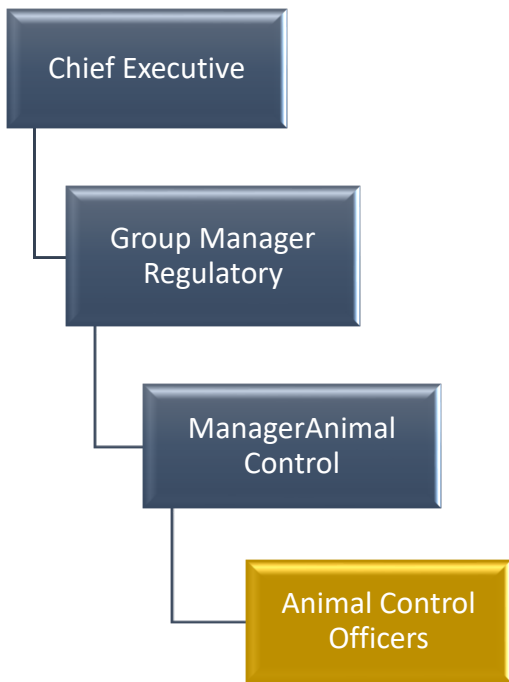 Chief Executive
Group Manager
Regulatory
ManagerAnimal
Control
Animal Control
Officers